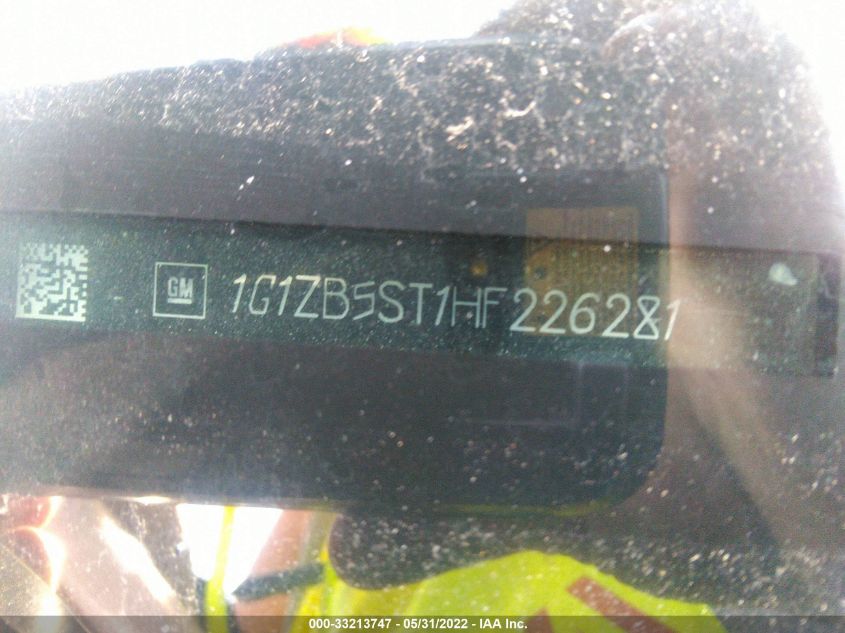 GM 1G1ZB5ST1HF226281
000-33213747 - 05/31/2022 - IAA Inc.